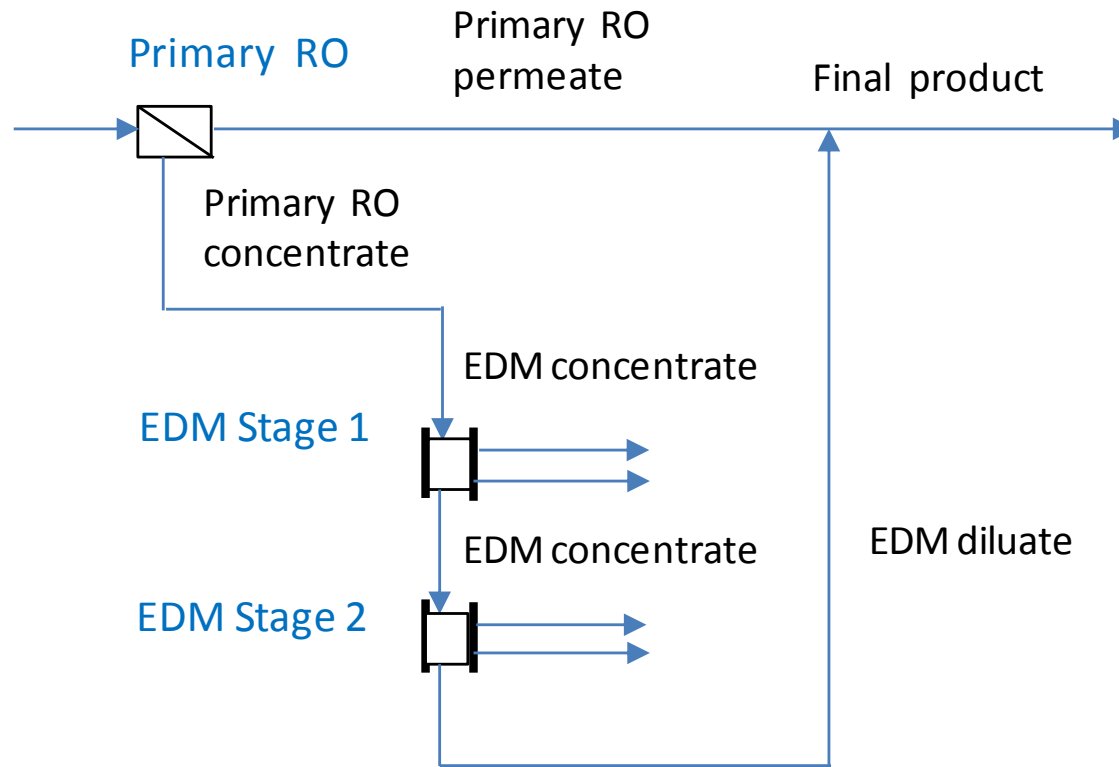 Primary RO
Primary RO
permeate
Final product
Primary RO
concentrate
EDM concentrate
EDM Stage 1
EDM concentrate
EDM diluate
EDM Stage 2